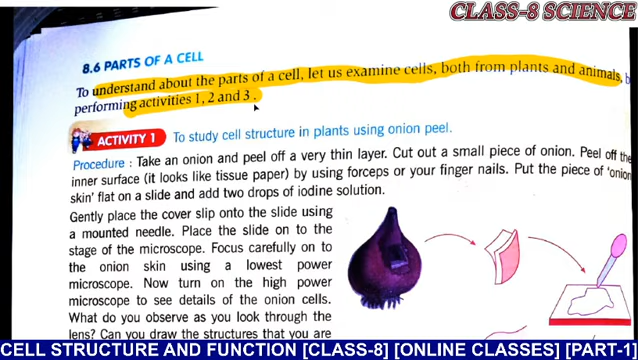 CLASS-8 SCIENCE
8.6 PARTS OF A CELL
To understand about the parts of a cell, let us examine cells, both from plants and animals,
performing activities 1, 2 and 3 .
ACTIVITY 1 To study cell structure in plants using onion peel.
Procedure : Take an onion and peel off a very thin layer. Cut out a small piece of onion. Peel off the
inner surface (it looks like tissue paper) by using forceps or your finger nails. Put the piece of 'onion
skin' flat on a slide and add two drops of iodine solution.
Gently place the cover slip onto the slide using
a mounted needle. Place the slide on to the
stage of the microscope. Focus carefully on to
the onion skin using a lowest power
microscope. Now turn on the high power
microscope to see details of the onion cells.
What do you observe as you look through the
lens? Can you draw the structures that you are
CELL STRUCTURE AND FUNCTION [CLASS-8] [ONLINE CLASSES] [PART-1]